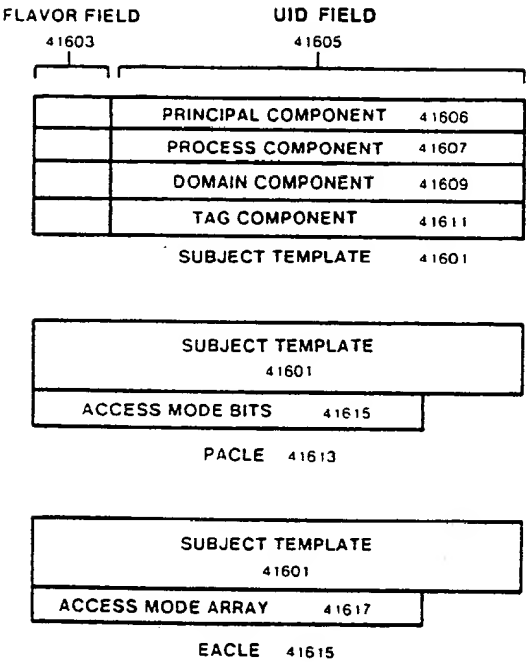 FLAVOR FIELD UID FIELD
41603 41605
PRINCIPAL COMPONENT 41606
PROCESS COMPONENT 41607
DOMAIN COMPONENT 41609
TAG COMPONENT 41611
SUBJECT TEMPLATE 41601
SUBJECT TEMPLATE
41601
ACCESS MODE BITS 41615
PACLE 41613
SUBJECT TEMPLATE
41601
ACCESS MODE ARRAY 41617
EACLE 41615